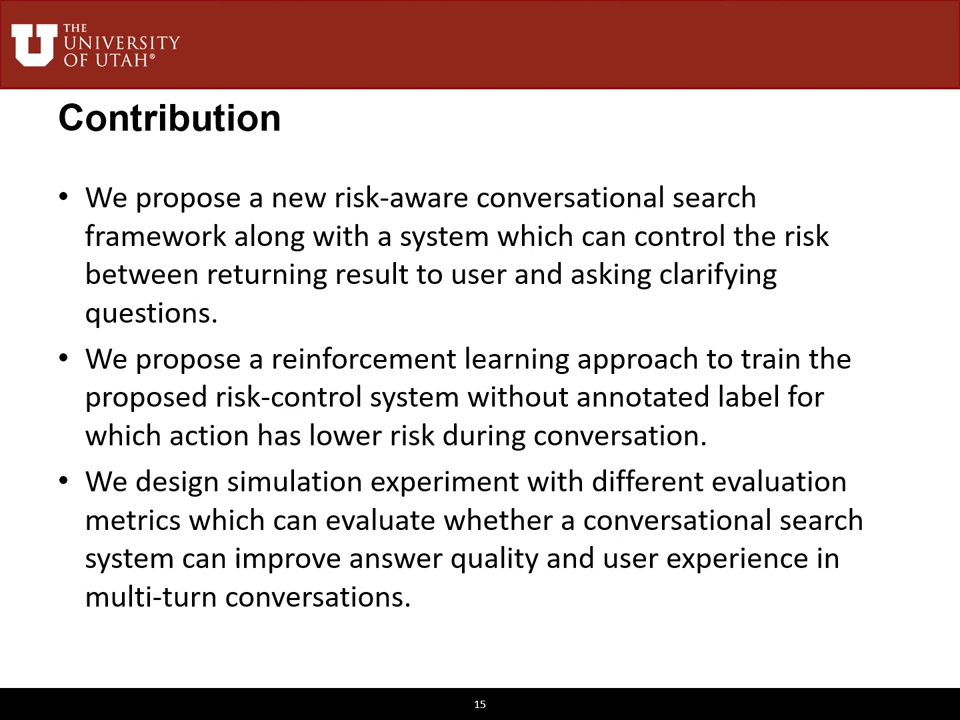 THE
UNIVERSITY
OF UTAH®
Contribution
• We propose a new risk-aware conversational search
framework along with a system which can control the risk
between returning result to user and asking clarifying
questions.
• We propose a reinforcement learning approach to train the
proposed risk-control system without annotated label for
which action has lower risk during conversation.
• We design simulation experiment with different evaluation
metrics which can evaluate whether a conversational search
system can improve answer quality and user experience in
multi-turn conversations.
15